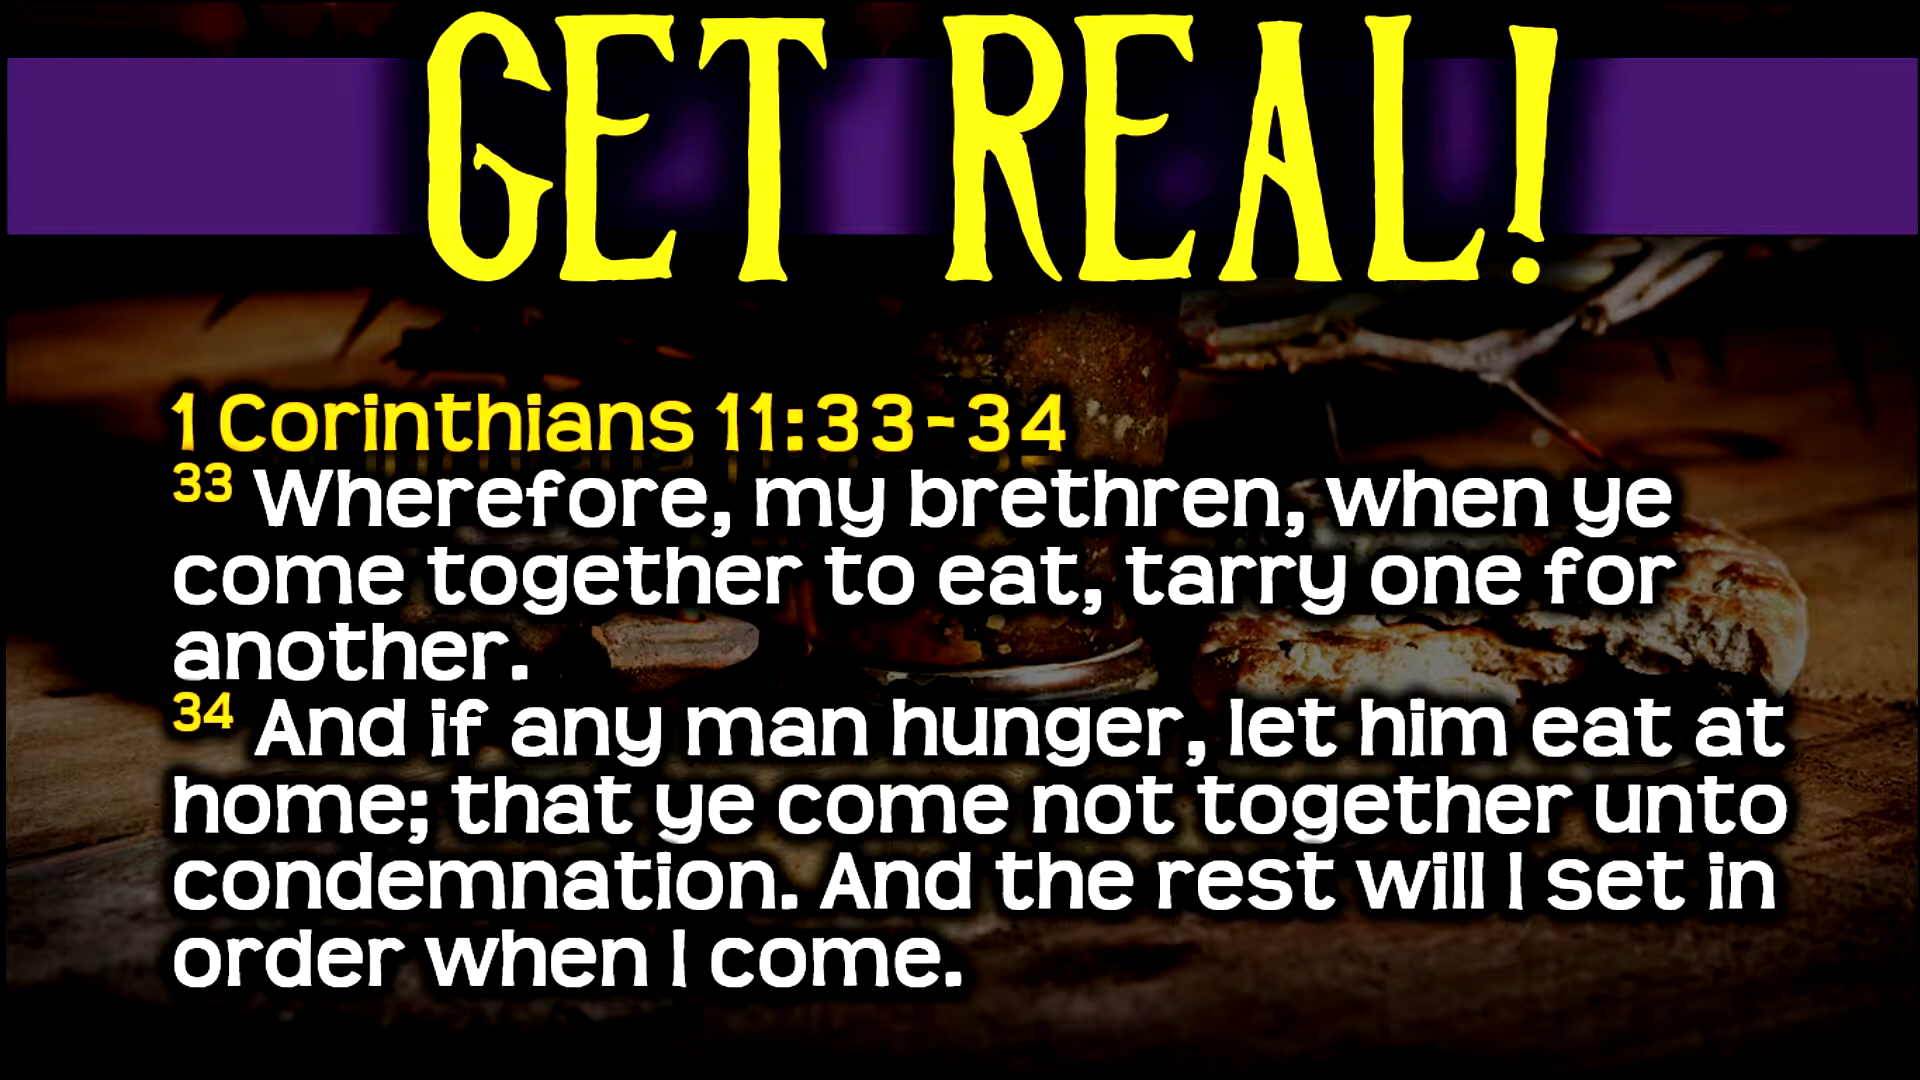 GET REAL!
1 Corinthians 11:33-34
33 Wherefore, my brethren, when ye
come together to eat, tarry one for
another.
34 And if any man hunger, let him eat at
home; that ye come not together unto
condemnation. And the rest will I set in
order when I come.